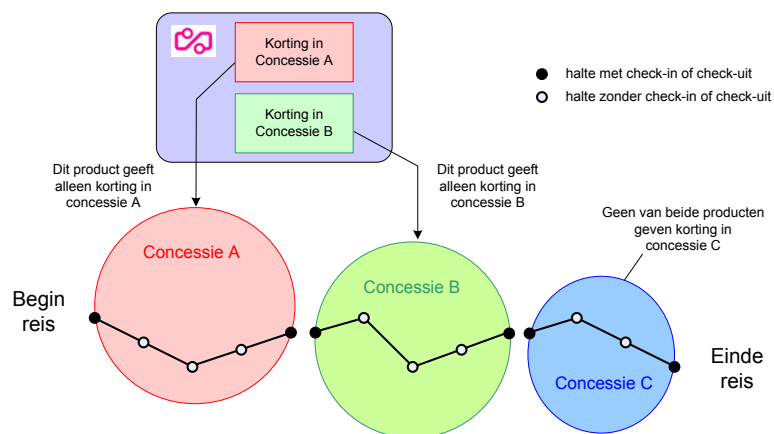 Korting in
Concessie A
Korting in
Concessie B
halte met check-in of check-uit
halte zonder check-in of check-uit
Dit product geeft
alleen korting in
concessie A
Dit product geeft
alleen korting in
concessie B
Geen van beide producten
geven korting in
concessie C
Concessie A
Concessie B
Concessie C
Begin
reis
Einde
reis